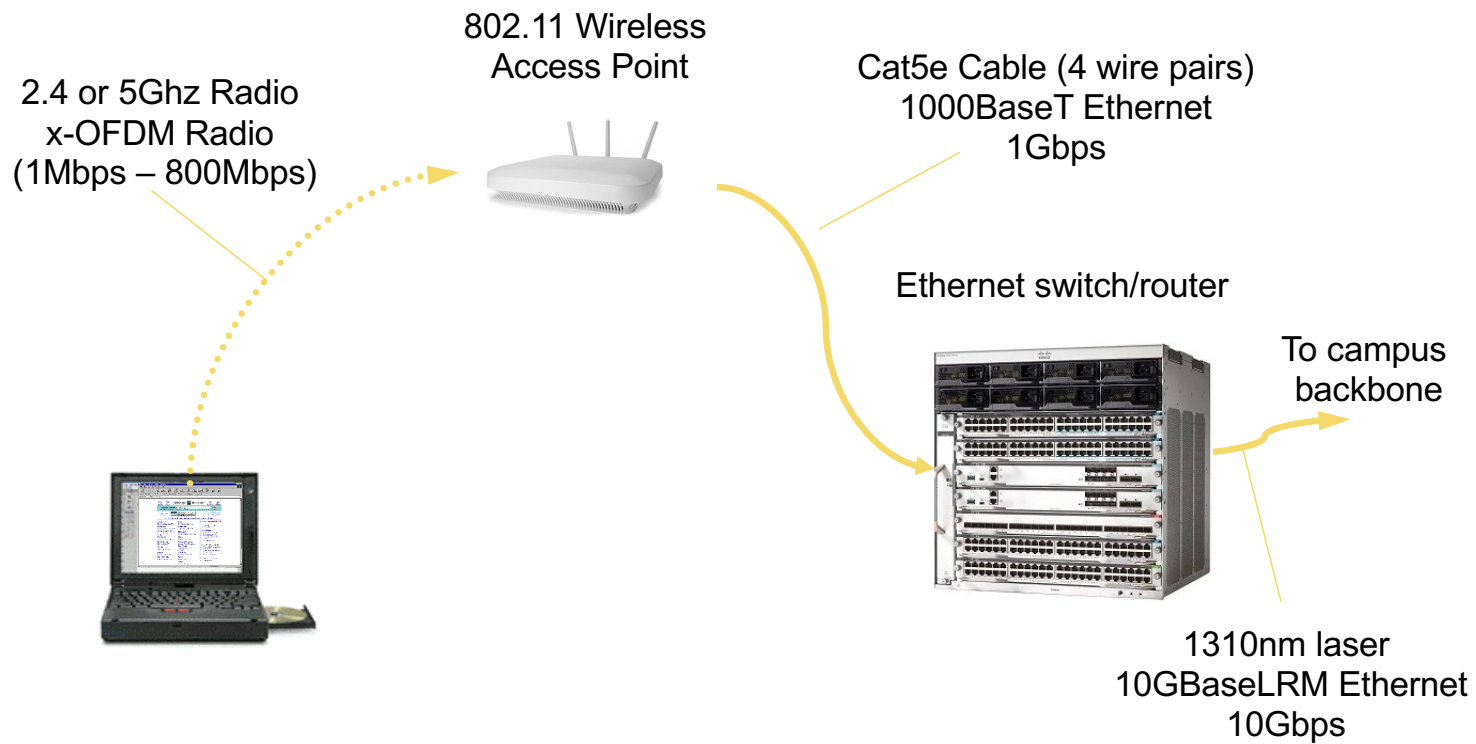 802.11 Wireless
Access Point
2.4 or 5Ghz Radio
x-OFDM Radio
(1Mbps – 800Mbps)
Cat5e Cable (4 wire pairs)
1000BaseT Ethernet
1Gbps
Ethernet switch/router
To campus
backbone
1310nm laser
10GBaseLRM Ethernet
10Gbps